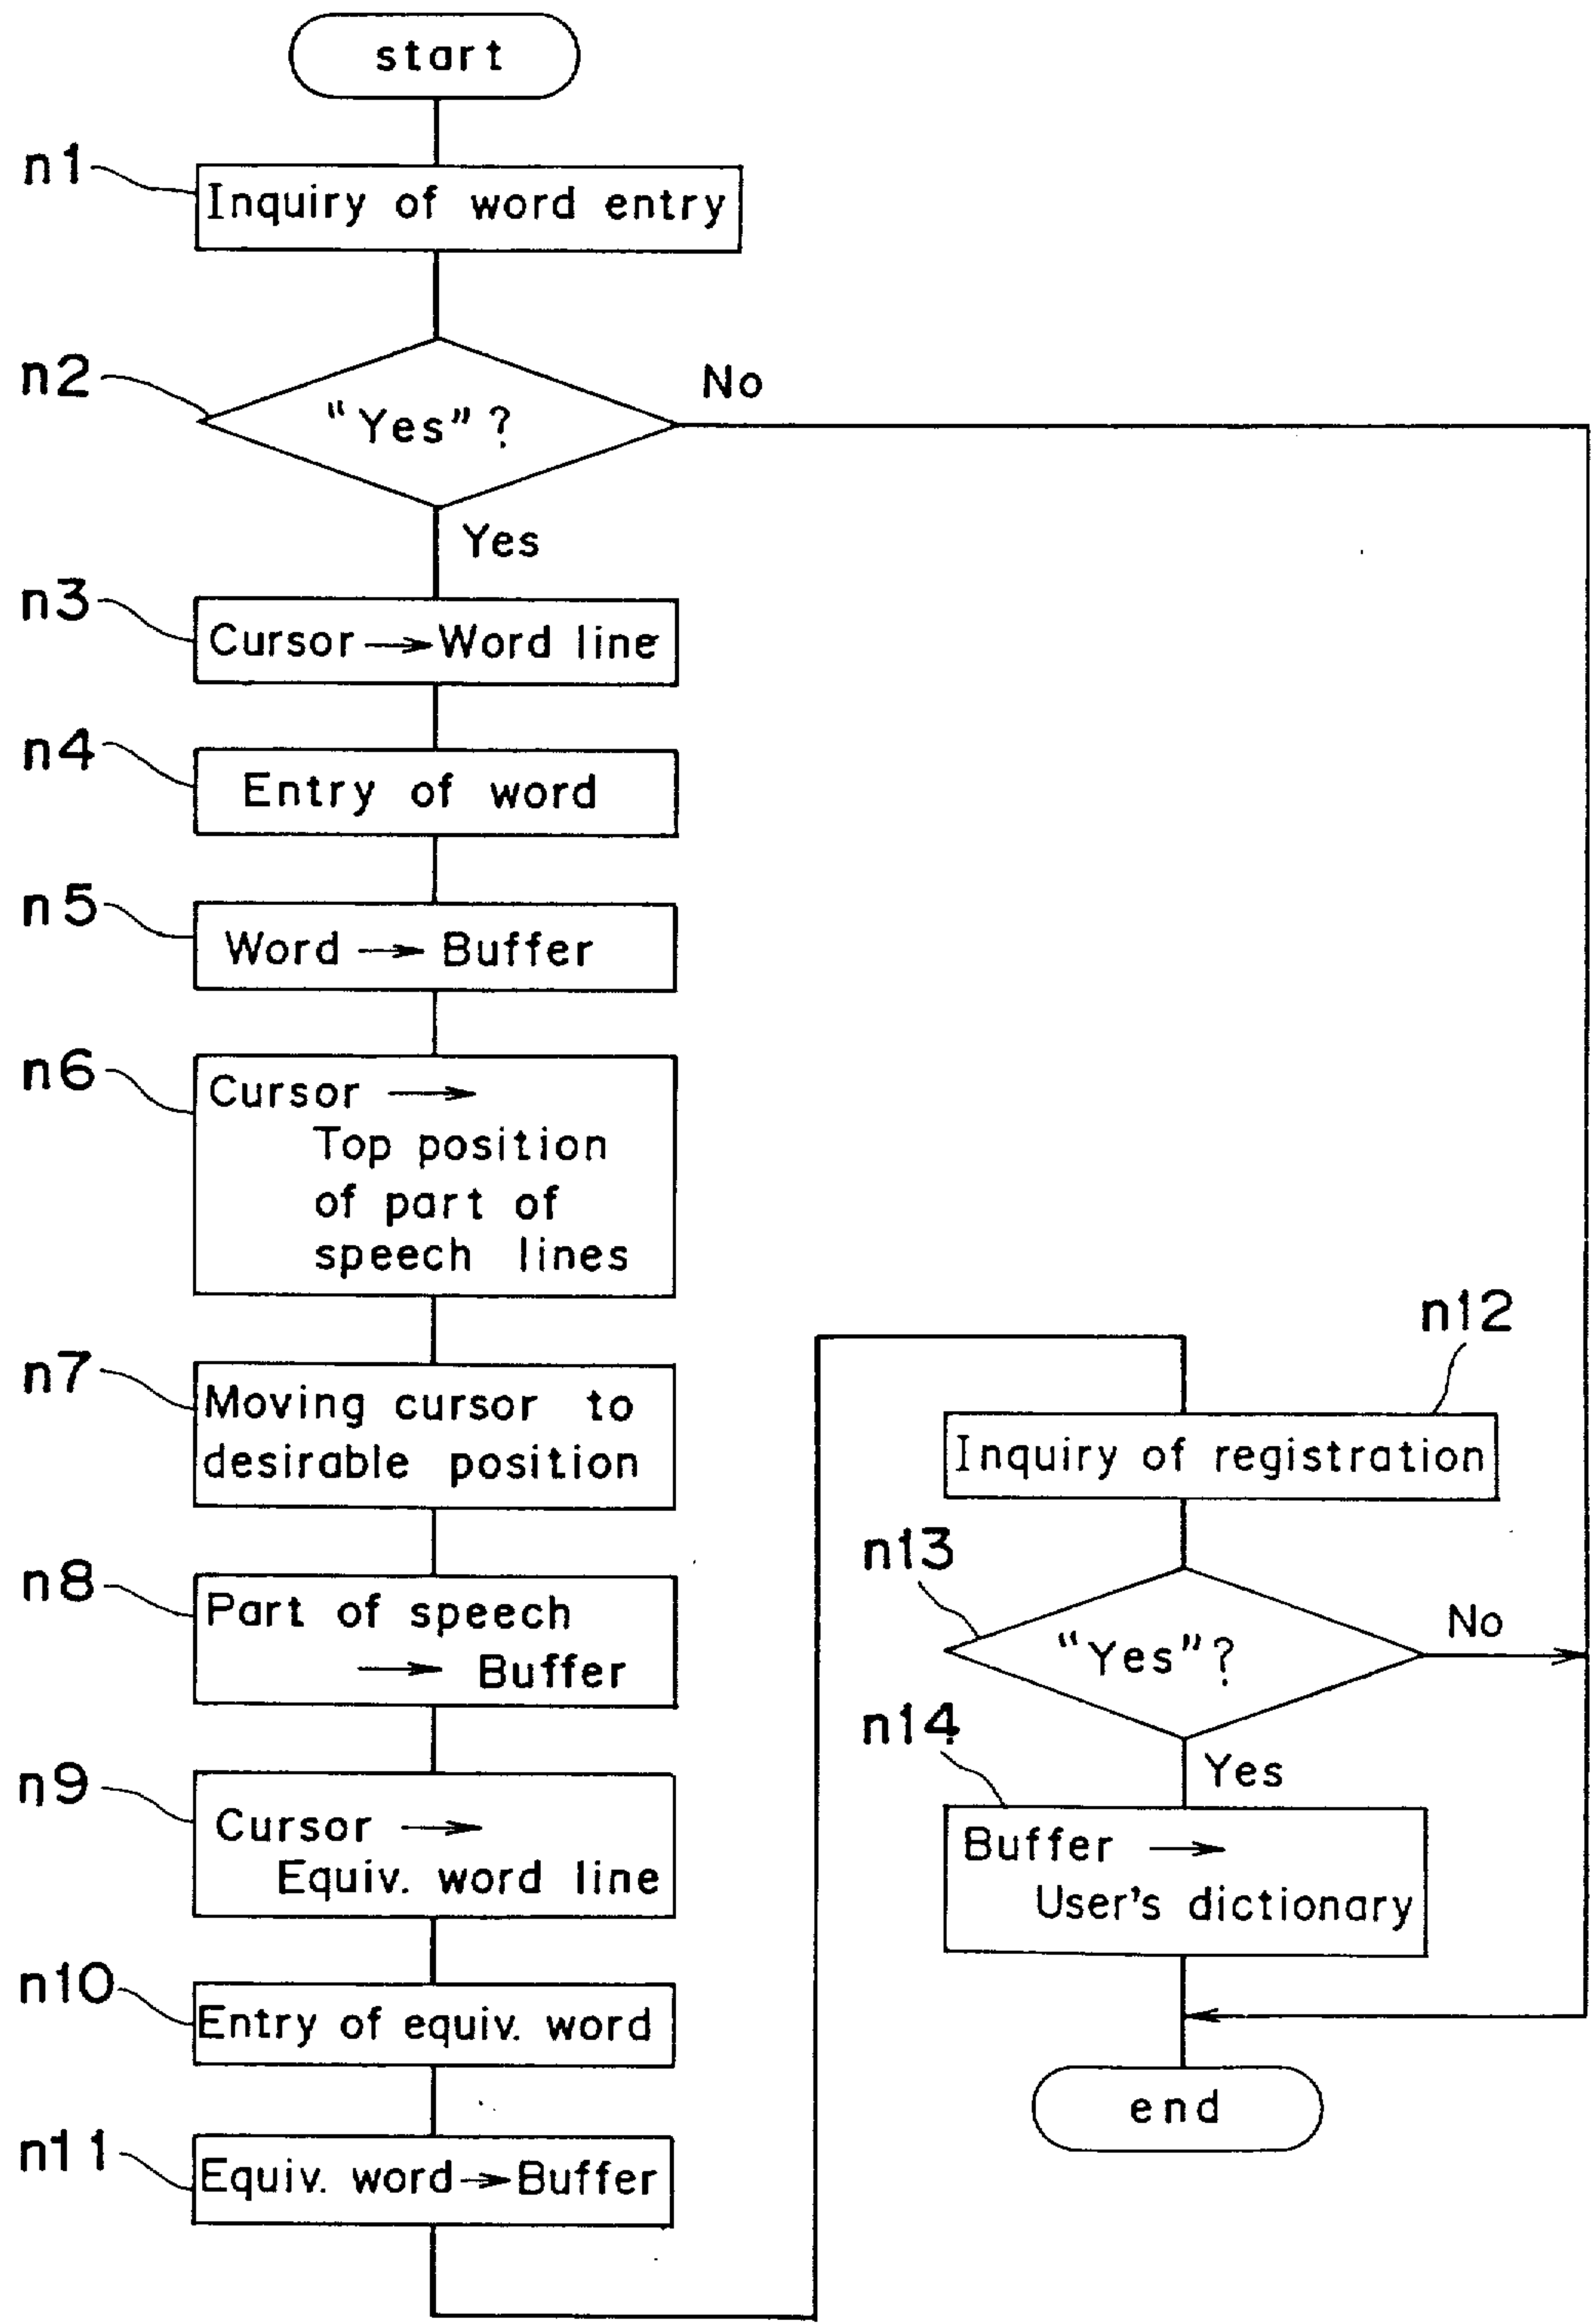 start
n1
Inquiry of word entry
n2
"Yes"?
No
Yes
n3
Cursor → Word line
n4
Entry of word
n5
Word → Buffer
n6
Cursor →
Top position
of part of
speech lines
n7
Moving cursor to
desirable position
n8
Part of speech
→ Buffer
n9
Cursor →
Equiv. word line
n10
Entry of equiv. word
n11
Equiv. word → Buffer
n12
Inquiry of registration
n13
"Yes"?
No
Yes
n14
Buffer →
User's dictionary
end